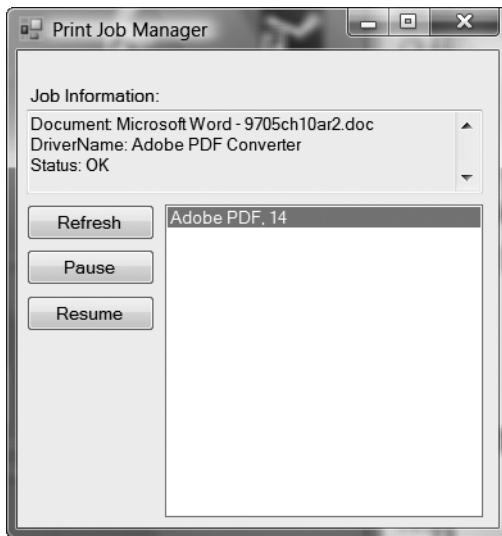 Print Job Manager
Job Information:
Document: Microsoft Word - 9705ch10ar2.doc
DriverName: Adobe PDF Converter
Status: OK
Refresh
Adobe PDF, 14
Pause
Resume